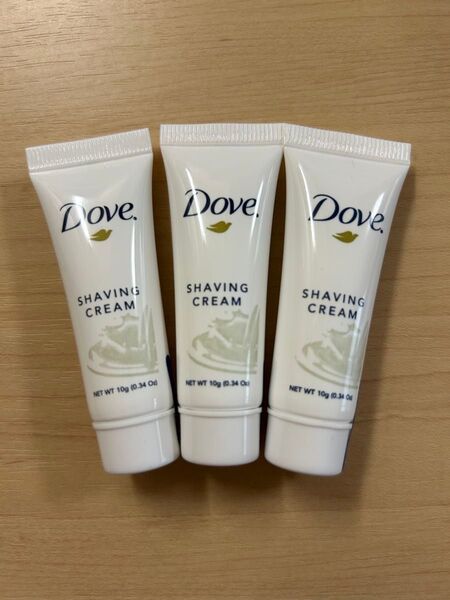 Dove.
SHAVING
CREAM
NET WT 10g (0.34 Oz)
Dove.
SHAVING
CREAM
NET WT 10g (0.34 Oz)
Dove.
SHAVING
CREAM
NET WT 10g (0.34 Oz)